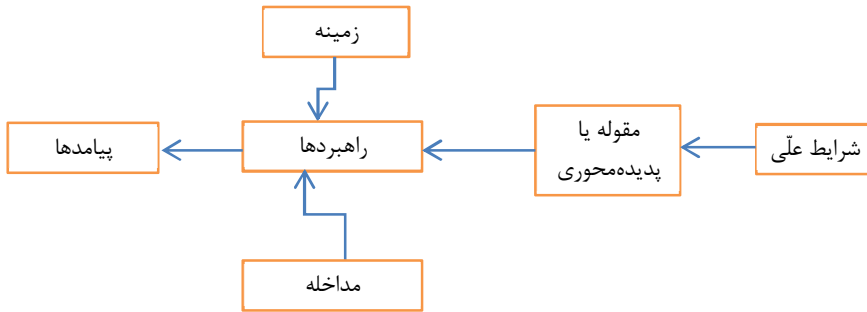 زمینه
شرایط علّی
مقوله یا
پدیده‌محوری
راهبردها
پیامدها
مداخله